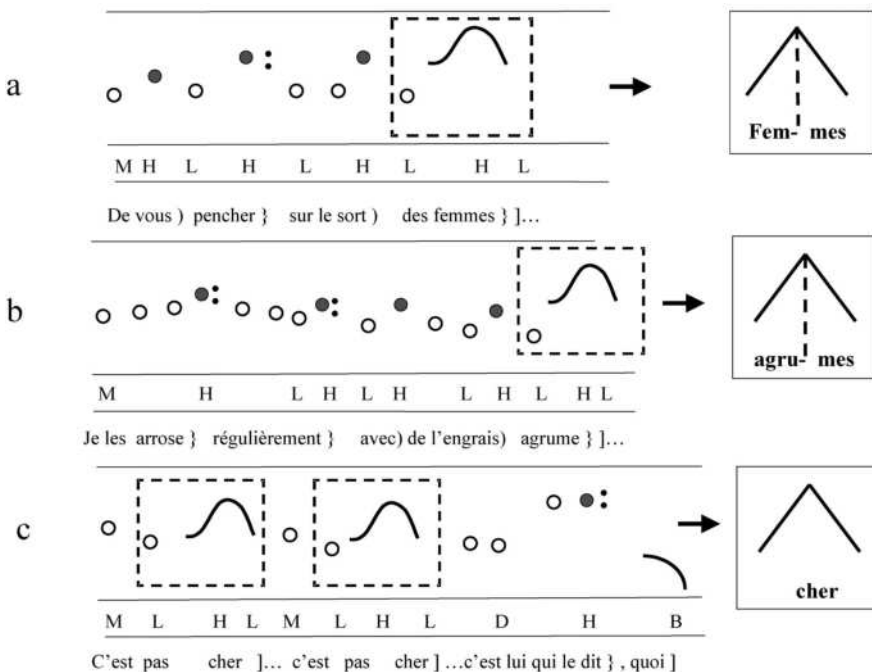 a
Fem- mes
M H L H L H L H L
De vous ) pencher } sur le sort ) des femmes } ]…
b
agru- mes
M H L H L H L H L H L
Je les arrose } régulièrement } avec) de l'engrais) agrume } ]…
c
cher
M L H L M L H L D H B
C'est pas cher ]… c'est pas cher ] …c'est lui qui le dit } , quoi ]